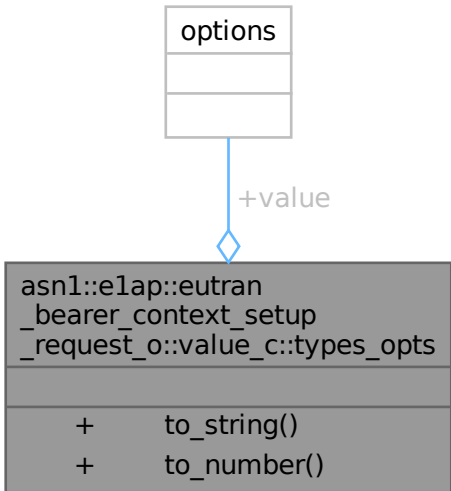 options
+value
asn1::e1ap::eutran
_bearer_context_setup
_request_o::value_c::types_opts
+ to_string()
+ to_number()